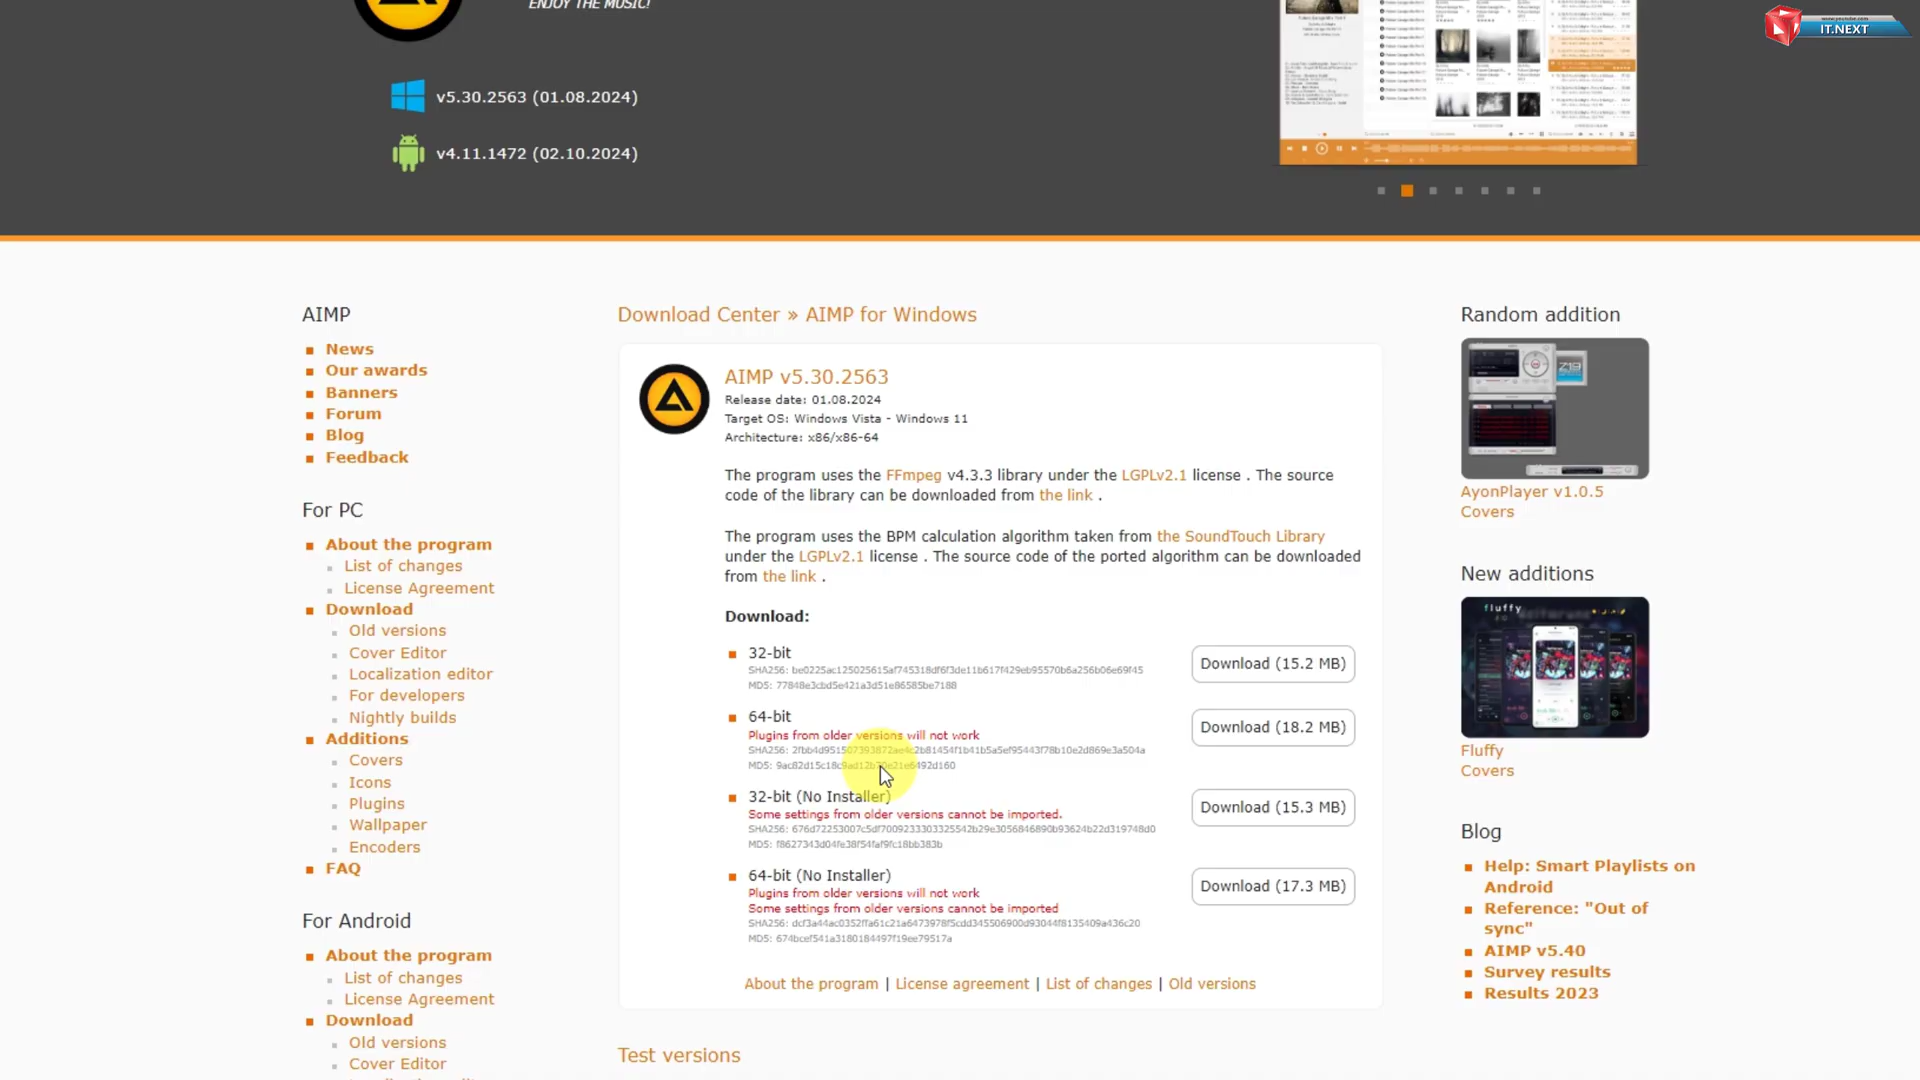 ENJOY THE MUSIC!
IT.NEXT
v5.30.2563 (01.08.2024)
v4.11.1472 (02.10.2024)
AIMP
News
Our awards
Banners
Forum
Blog
Feedback
For PC
About the program
List of changes
License Agreement
Download
Old versions
Cover Editor
Localization editor
For developers
Nightly builds
Additions
Covers
Icons
Plugins
Wallpaper
Encoders
FAQ
For Android
About the program
List of changes
License Agreement
Download
Old versions
Cover Editor
Download Center » AIMP for Windows
AIMP v5.30.2563
Release date: 01.08.2024
Target OS: Windows Vista - Windows 11
Architecture: x86/x86-64
The program uses the FFmpeg v4.3.3 library under the LGPLv2.1 license . The source
code of the library can be downloaded from the link .
The program uses the BPM calculation algorithm taken from the SoundTouch Library
under the LGPLv2.1 license . The source code of the ported algorithm can be downloaded
from the link .
Download:
32-bit
SHA256:
MD5: 77848e3cbd5e421a3d51e86585be7188
Download (15.2 MB)
64-bit
Plugins from older versions will not work
SHA256:
MD5:
Download (18.2 MB)
32-bit (No Installer)
Some settings from older versions cannot be imported.
SHA256:
MD5:
Download (15.3 MB)
64-bit (No Installer)
Plugins from older versions will not work
Some settings from older versions cannot be imported
SHA256:
MD5: 674bcef541a3180184497f19ee79517a
Download (17.3 MB)
About the program | License agreement | List of changes | Old versions
Test versions
Random addition
AyonPlayer v1.0.5
Covers
New additions
fluffy
Fluffy
Covers
Blog
Help: Smart Playlists on
Android
Reference: "Out of
sync"
AIMP v5.40
Survey results
Results 2023